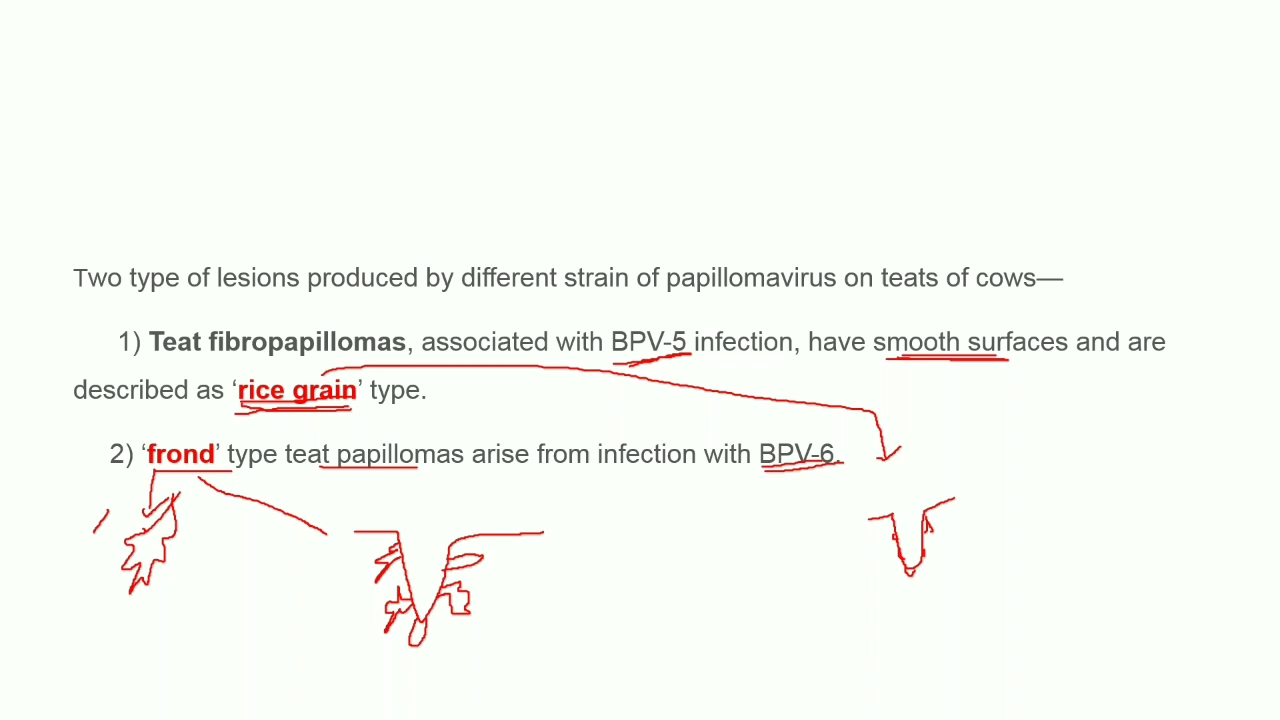 Two type of lesions produced by different strain of papillomavirus on teats of cows—
1) Teat fibropapillomas, associated with BPV-5 infection, have smooth surfaces and are
described as ‘rice grain’ type.
2) ‘frond’ type teat papillomas arise from infection with BPV-6.